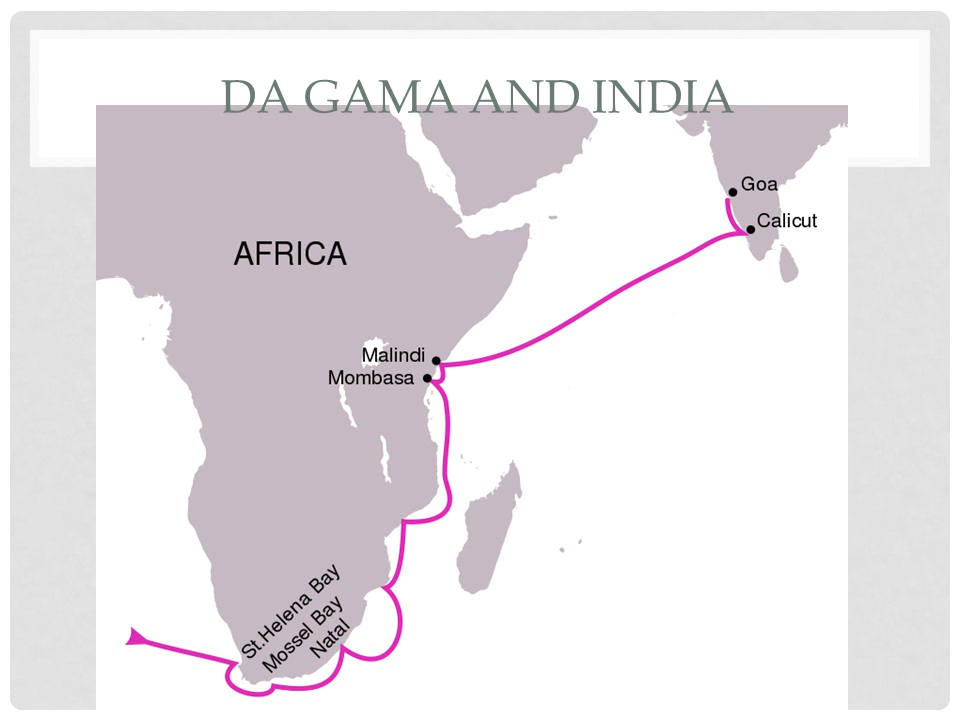 DA GAMA AND INDIA
Goa
Calicut
AFRICA
Malindi
Mombasa
St.Helena Bay
Mossel Bay
Natal